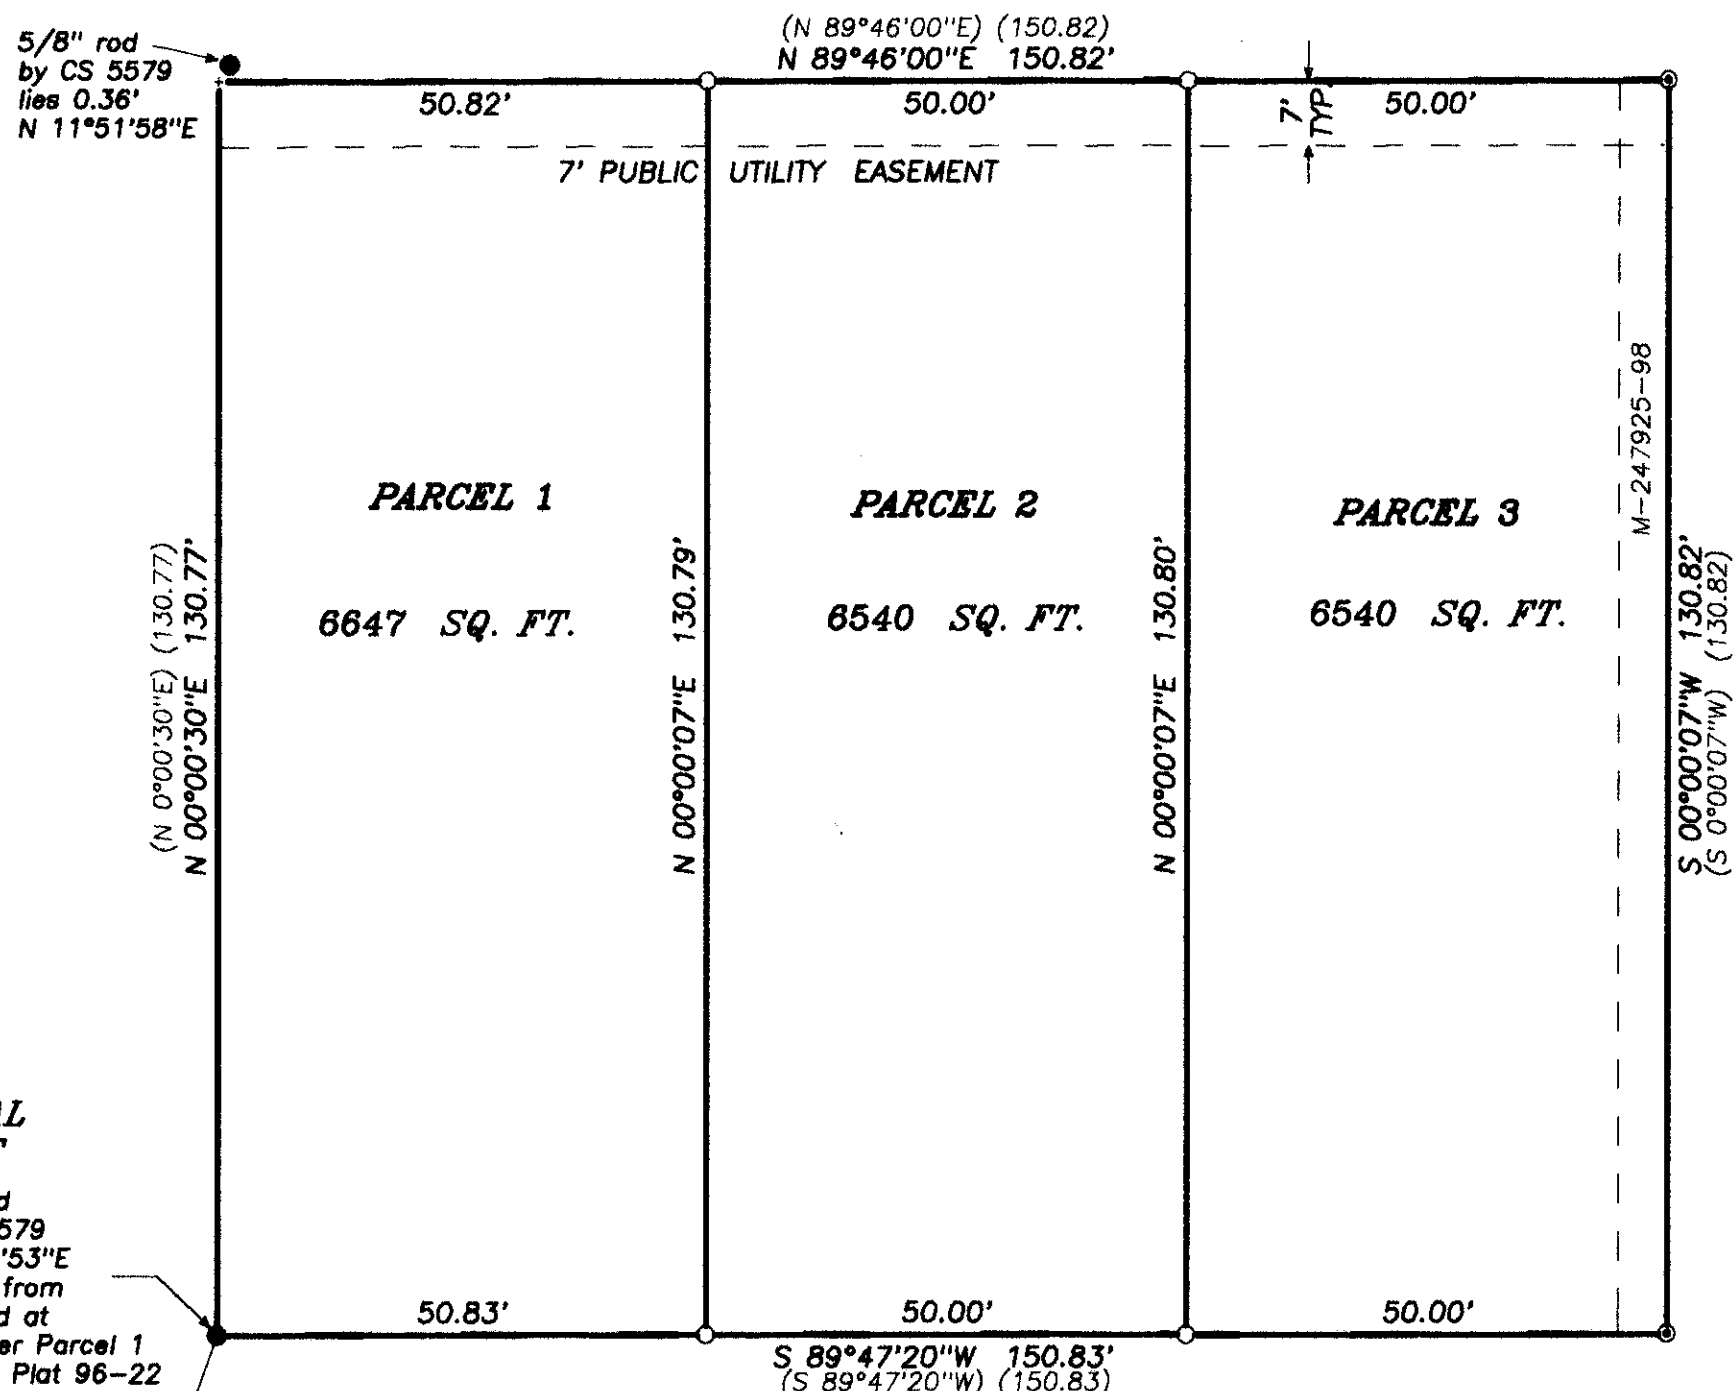 (N 89°46'00"E) (150.82)
N 89°46'00"E 150.82'
5/8" rod
by CS 5579
lies 0.36'
N 11°51'58"E
50.82'
50.00'
7'
TYP.
50.00'
7' PUBLIC UTILITY EASEMENT
M-247925-98
PARCEL 1
PARCEL 2
PARCEL 3
6647 SQ. FT.
6540 SQ. FT.
6540 SQ. FT.
(N 0°00'30"E) (130.77)
N 00°00'30"E 130.77'
N 00°00'07"E 130.79'
N 00°00'07"E 130.80'
S 00°00'07"W 130.82'
(S 0°00'07"W) (130.82)
579
'53"E
from
at
Parcel 1
Plat 96-22
50.83'
50.00'
50.00'
S 89°47'20"W 150.83'
(S 89°47'20"W) (150.83)